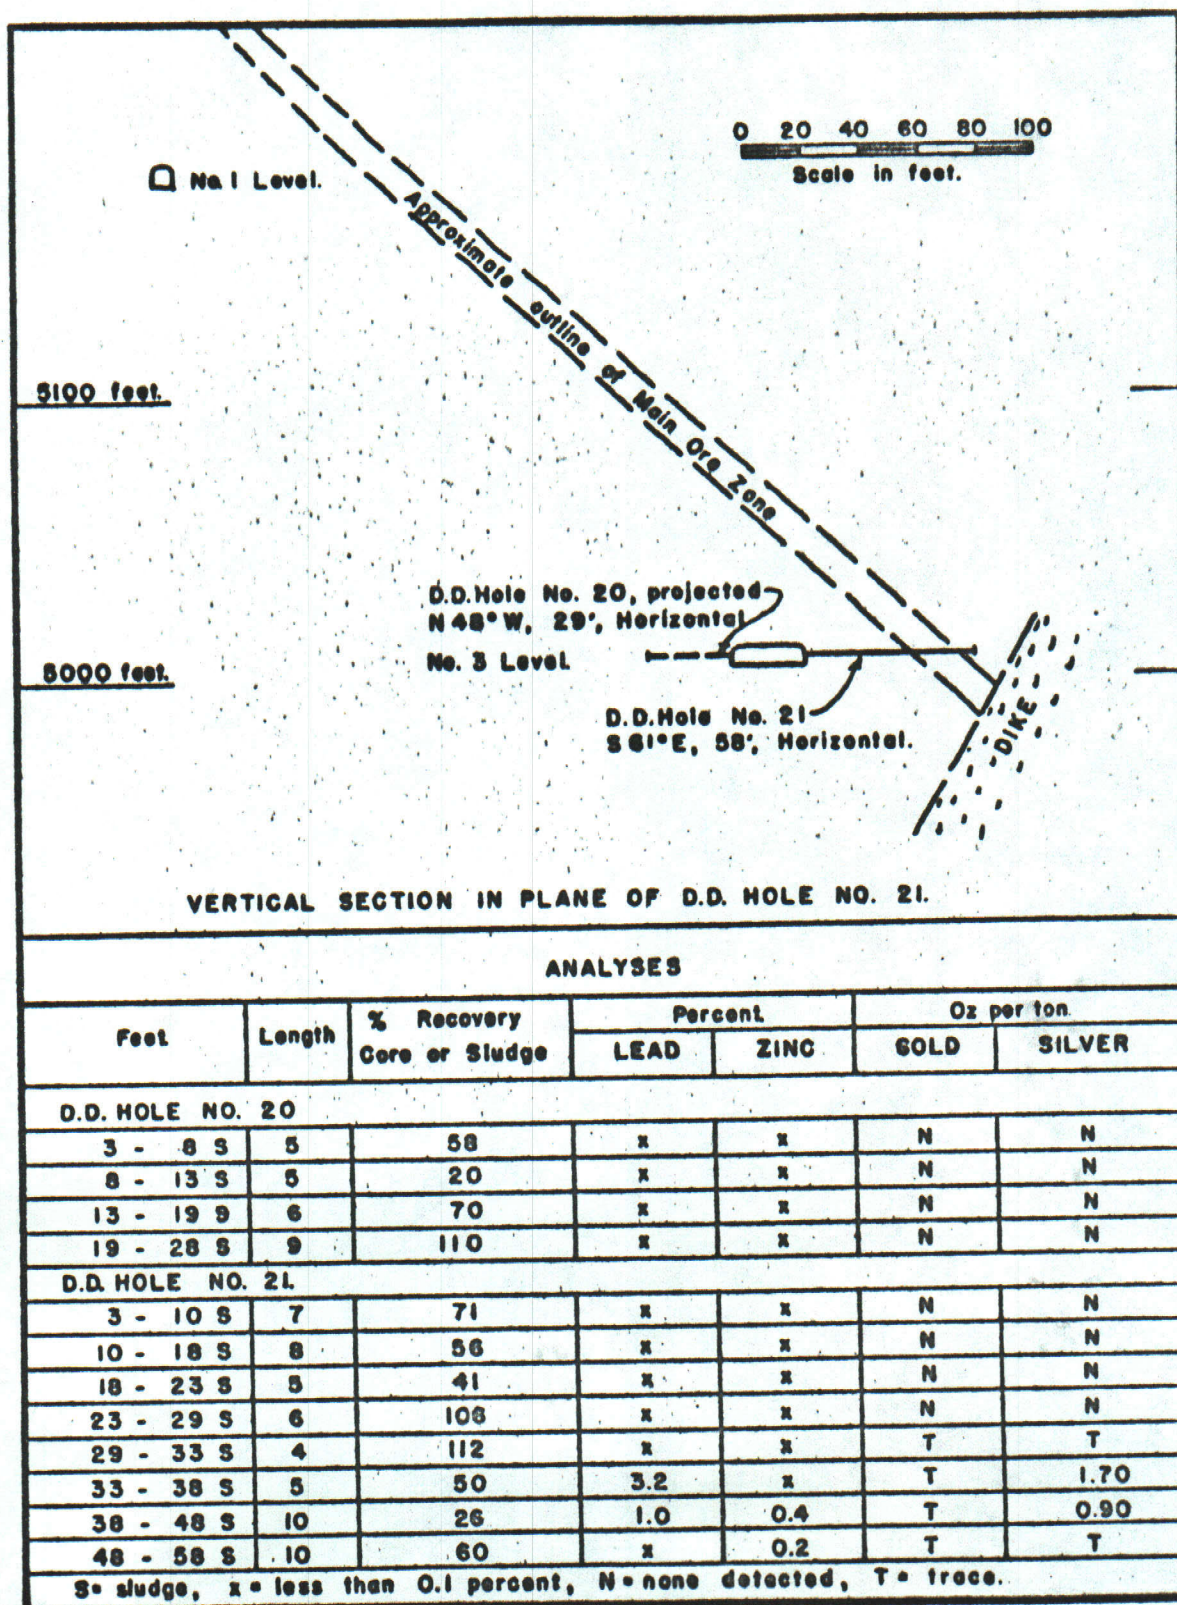 0 20 40 60 80 100
Scale in feet.
No. 1 Level.
Approximate outline of Main Ore Zone
5100 feet.
D.D.Hole No. 20, projected
N 48° W, 29', Horizontal
No. 3 Level.
5000 feet.
D.D.Hole No. 21
S 61° E, 58', Horizontal.
DIKE
VERTICAL SECTION IN PLANE OF D.D. HOLE NO. 21.
ANALYSES
Feet Length % Recovery Core or Sludge Percent Oz per ton
LEAD ZINC GOLD SILVER
D.D. HOLE NO. 20
3 - 8 S 5 58 x x N N
8 - 13 S 5 20 x x N N
13 - 19 S 6 70 x x N N
19 - 28 S 9 110 x x N N
D.D. HOLE NO. 21.
3 - 10 S 7 71 x x N N
10 - 18 S 8 56 x x N N
18 - 23 S 5 41 x x N N
23 - 29 S 6 108 x x N N
29 - 33 S 4 112 x x T T
33 - 38 S 5 50 3.2 x T 1.70
38 - 48 S 10 26 1.0 0.4 T 0.90
48 - 58 S 10 60 x 0.2 T T
S= sludge, x = less than 0.1 percent, N = none detected, T = trace.